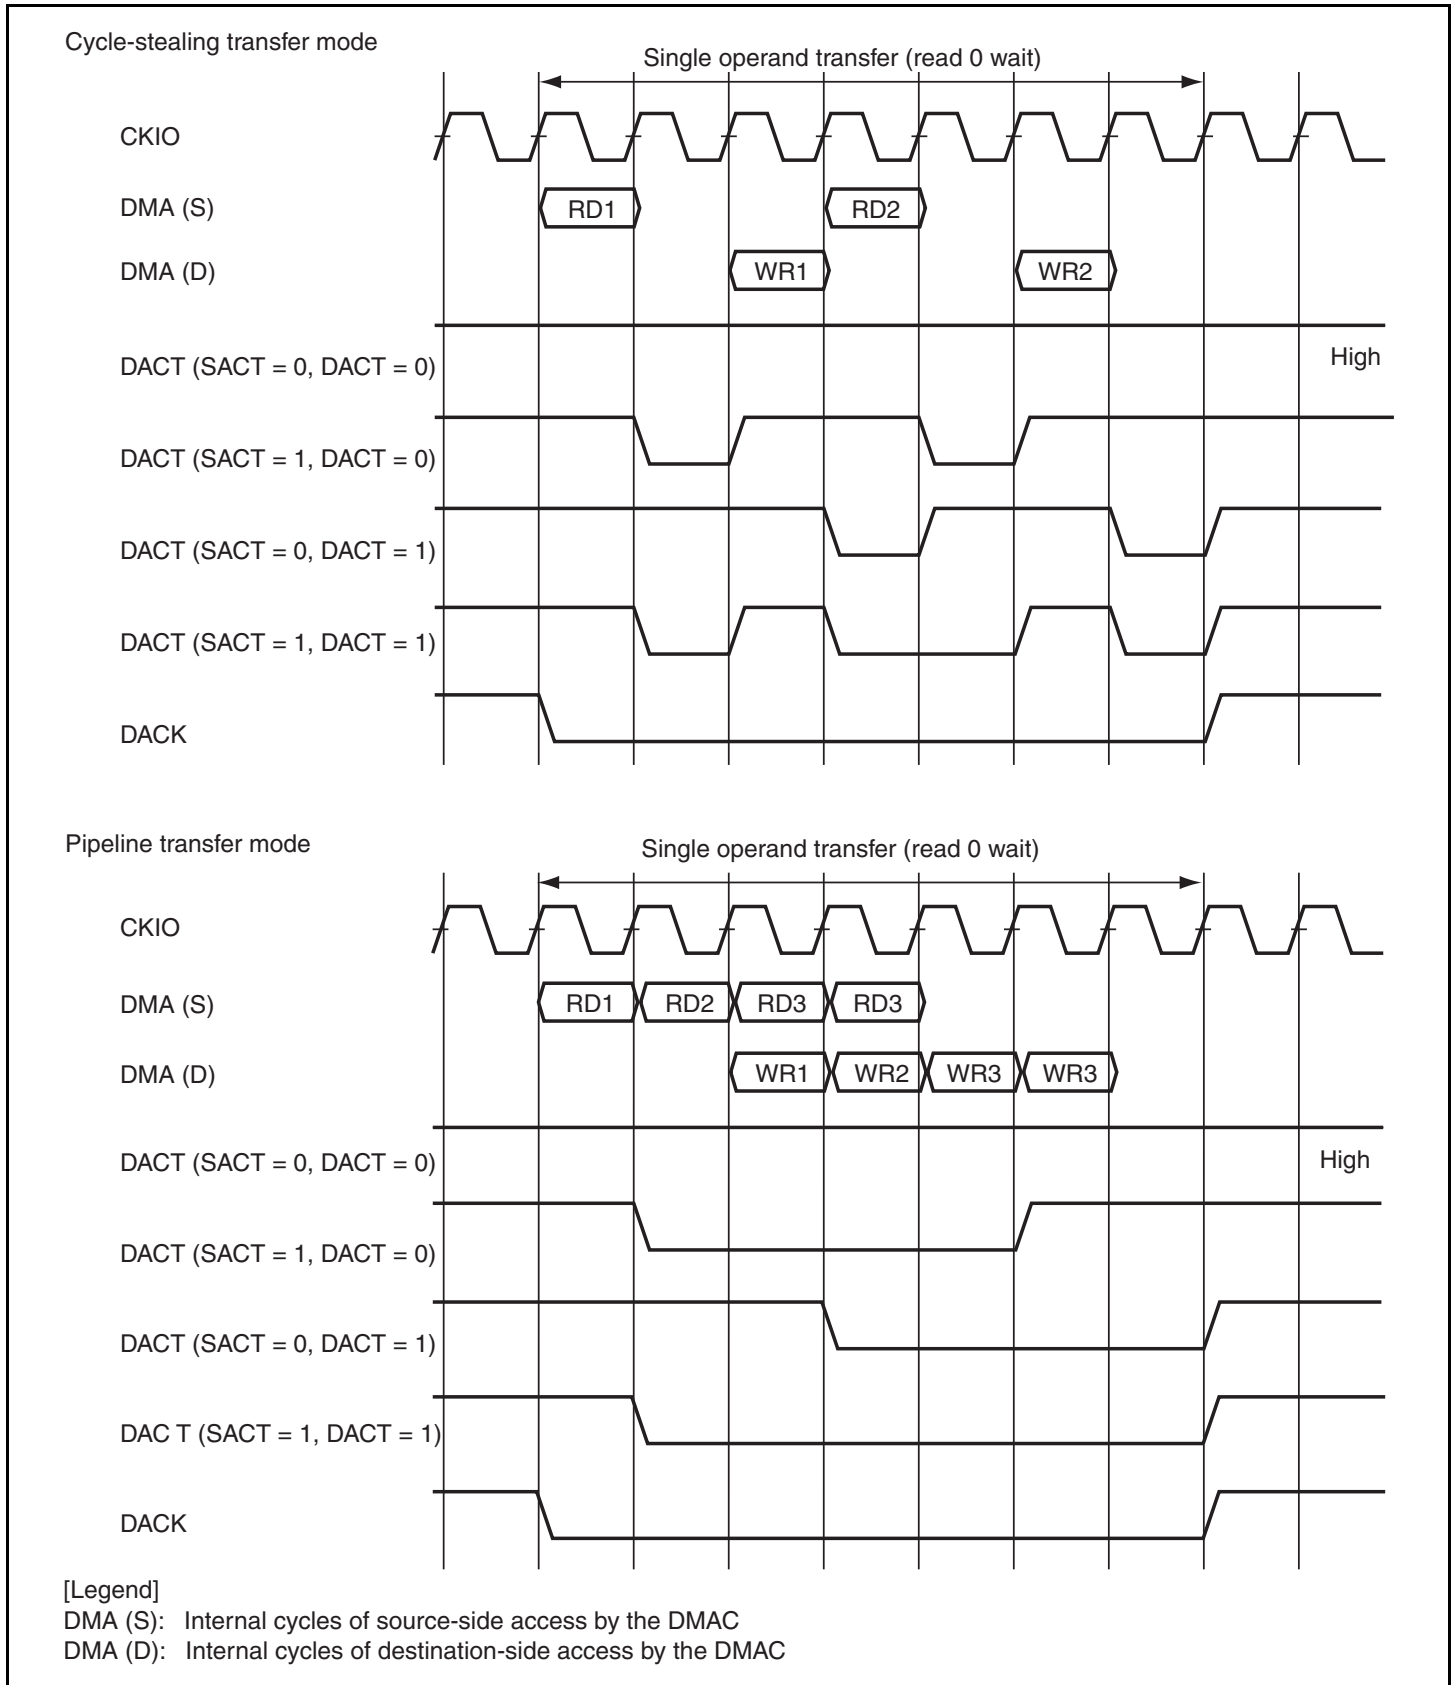 Cycle-stealing transfer mode
Single operand transfer (read 0 wait)
CKIO
DMA (S)
RD1
RD2
DMA (D)
WR1
WR2
DACT (SACT = 0, DACT = 0)
High
DACT (SACT = 1, DACT = 0)
DACT (SACT = 0, DACT = 1)
DACT (SACT = 1, DACT = 1)
DACK
Pipeline transfer mode
Single operand transfer (read 0 wait)
CKIO
DMA (S)
RD1
RD2
RD3
RD3
DMA (D)
WR1
WR2
WR3
WR3
DACT (SACT = 0, DACT = 0)
High
DACT (SACT = 1, DACT = 0)
DACT (SACT = 0, DACT = 1)
DAC T (SACT = 1, DACT = 1)
DACK
[Legend]
DMA (S): Internal cycles of source-side access by the DMAC
DMA (D): Internal cycles of destination-side access by the DMAC